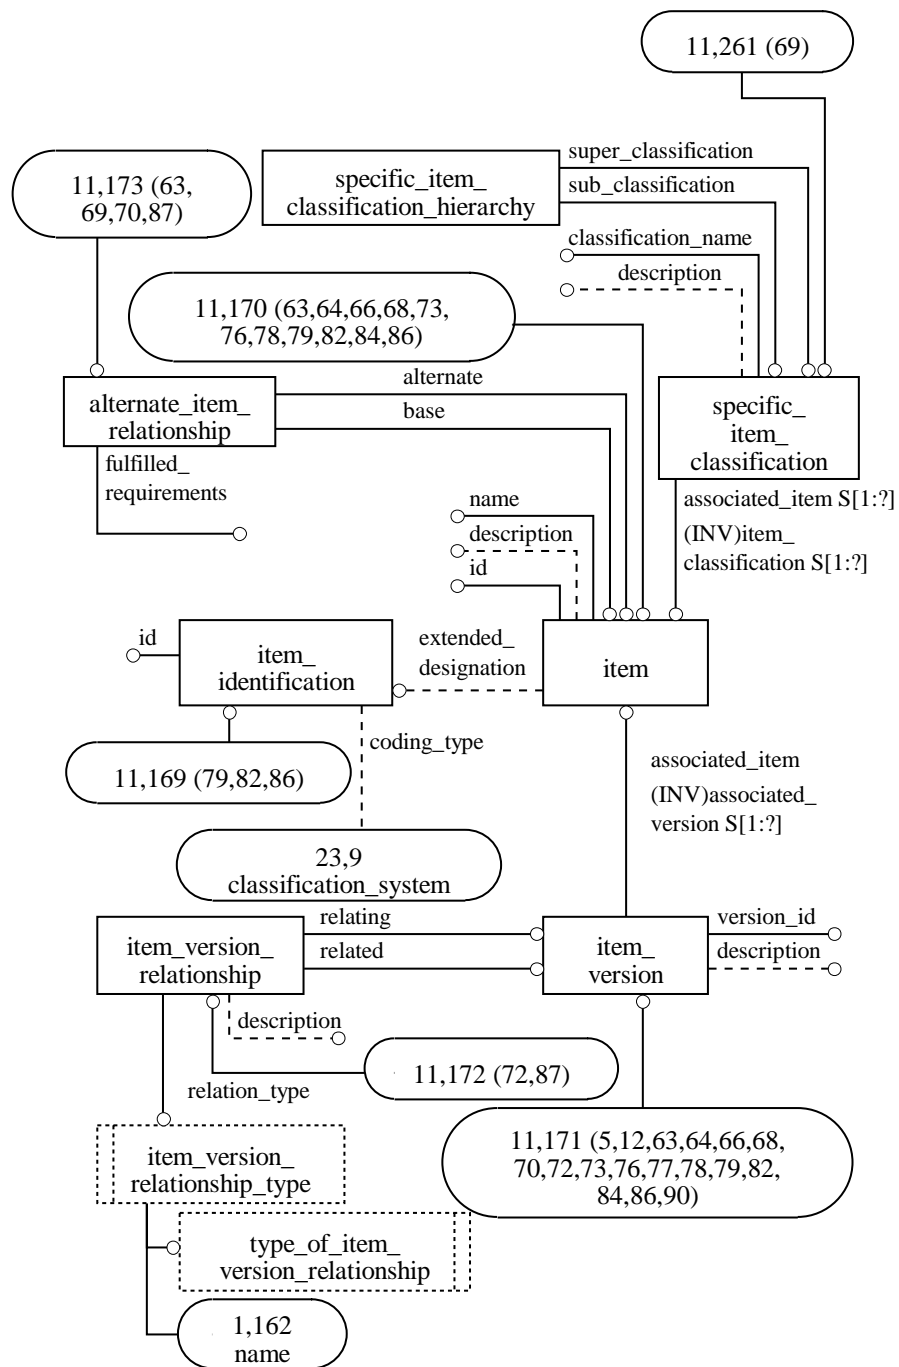 11,261 (69)
super_classification
sub_classification
specific_item_
classification_hierarchy
11,173 (63,
69,70,87)
classification_name
description
11,170 (63,64,66,68,73,
76,78,79,82,84,86)
alternate
base
alternate_item_
relationship
specific_
item_
classification
fulfilled_
requirements
associated_item S[1:?]
(INV)item_
classification S[1:?]
name
description
id
id
item_
identification
extended_
designation
item
coding_type
11,169 (79,82,86)
associated_item
(INV)associated_
version S[1:?]
23,9
classification_system
relating
related
item_version_
relationship
item_
version
version_id
description
description
relation_type
11,172 (72,87)
item_version_
relationship_type
11,171 (5,12,63,64,66,68,
70,72,73,76,77,78,79,82,
84,86,90)
type_of_item_
version_relationship
1,162
name